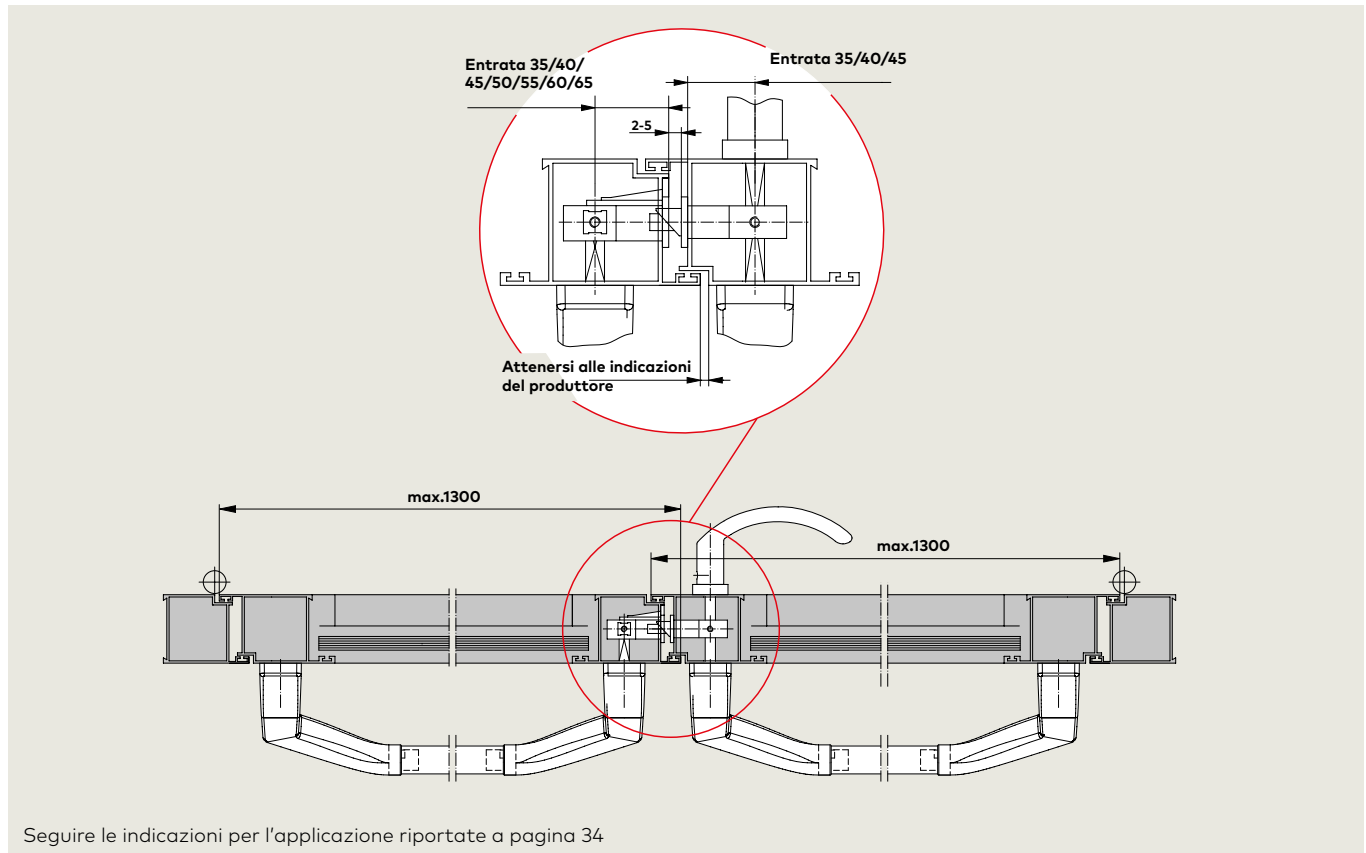 Entrata 35/40/
45/50/55/60/65
Entrata 35/40/45
2-5
Attenersi alle indicazioni
del produttore
max.1300
max.1300
Seguire le indicazioni per l'applicazione riportate a pagina 34